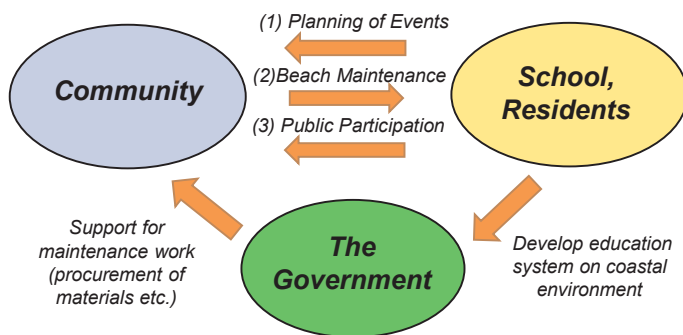 (1) Planning of Events
Community
(2)Beach Maintenance
School,
Residents
(3) Public Participation
Support for
maintenance work
(procurement of
materials etc.)
The
Government
Develop education
system on coastal
environment